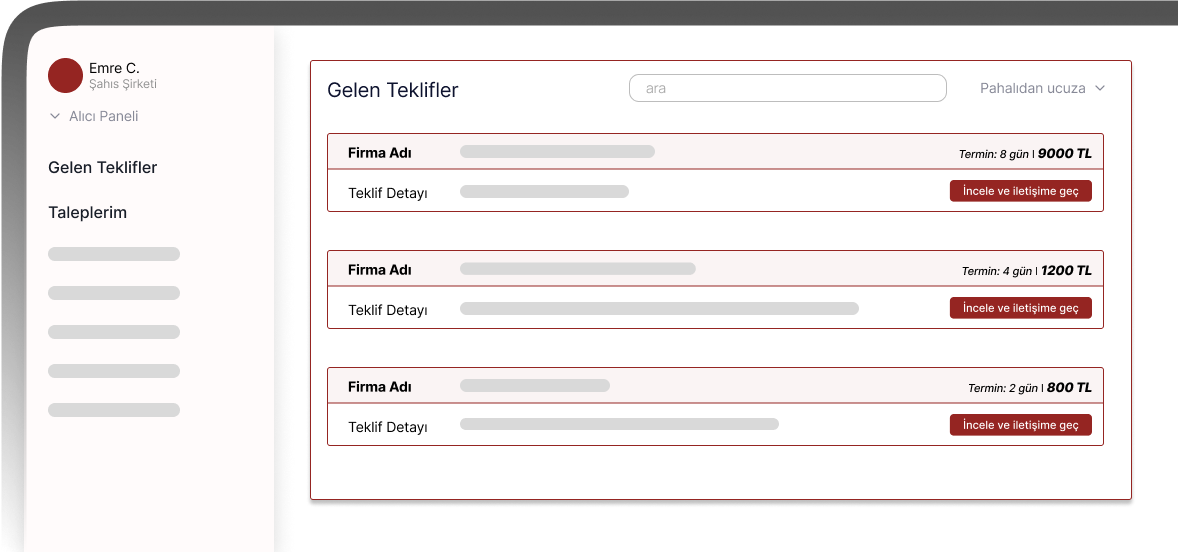 Emre C.
Şahıs Şirketi
Alıcı Paneli
Gelen Teklifler
Taleplerim
Gelen Teklifler
ara
Pahalıdan ucuza
Firma Adı
Termin: 8 gün | 9000 TL
Teklif Detayı
İncele ve iletişime geç
Firma Adı
Termin: 4 gün | 1200 TL
Teklif Detayı
İncele ve iletişime geç
Firma Adı
Termin: 2 gün | 800 TL
Teklif Detayı
İncele ve iletişime geç